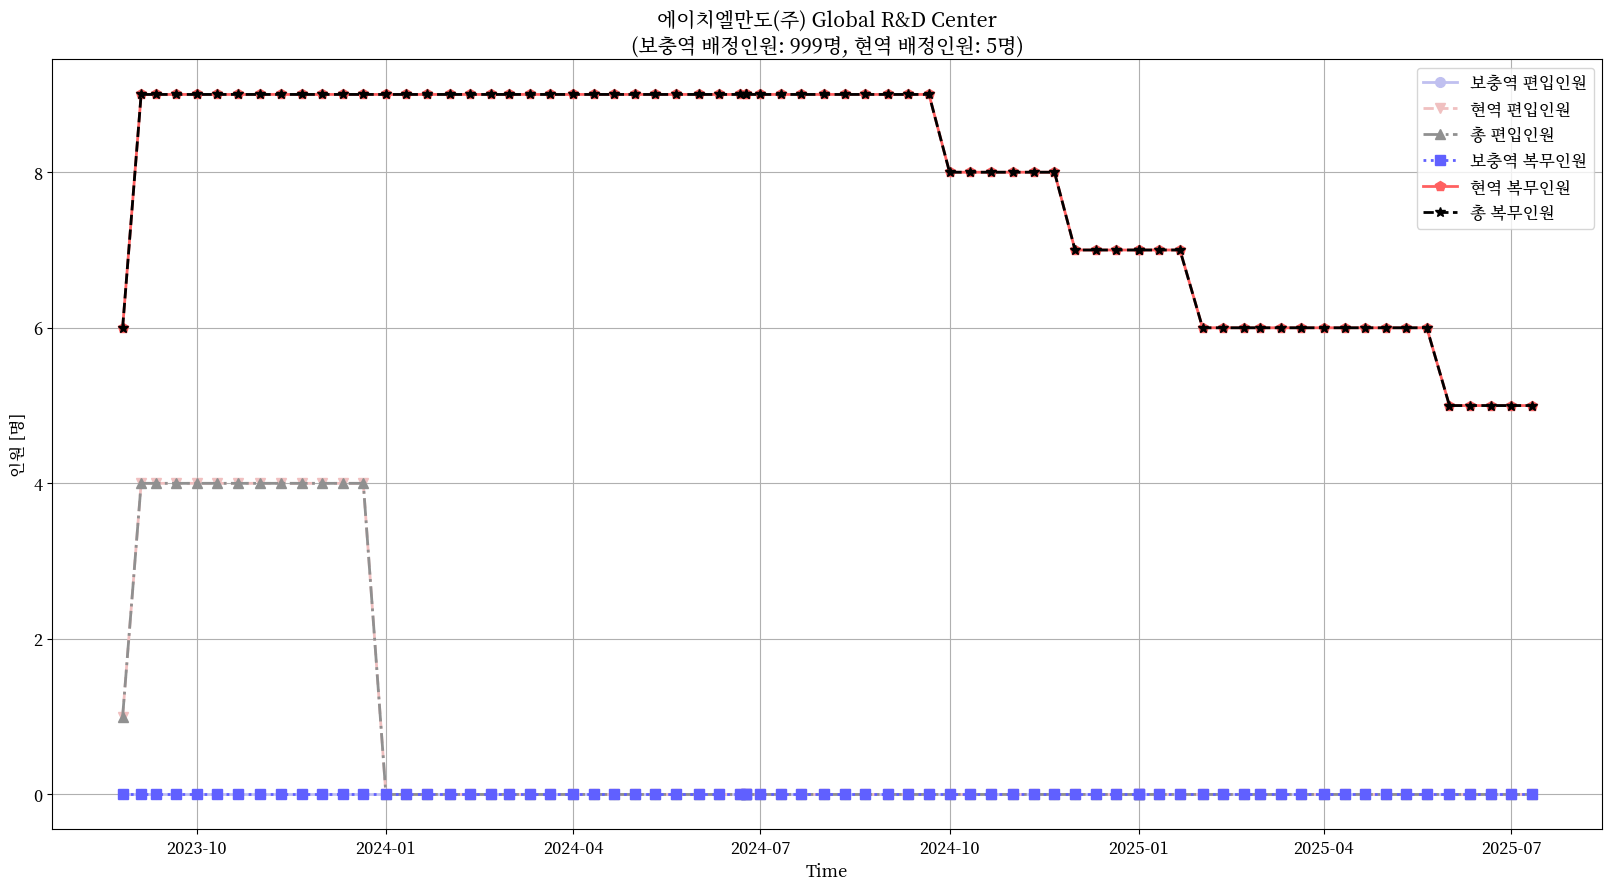 에이치엘만도(주) Global R&D Center
(보충역 배정인원: 999명, 현역 배정인원: 5명)
보충역 편입인원
현역 편입인원
총 편입인원
보충역 복무인원
현역 복무인원
총 복무인원
인원 [명]
8
6
4
2
0
2023-10
2024-01
2024-04
2024-07
2024-10
2025-01
2025-04
2025-07
Time